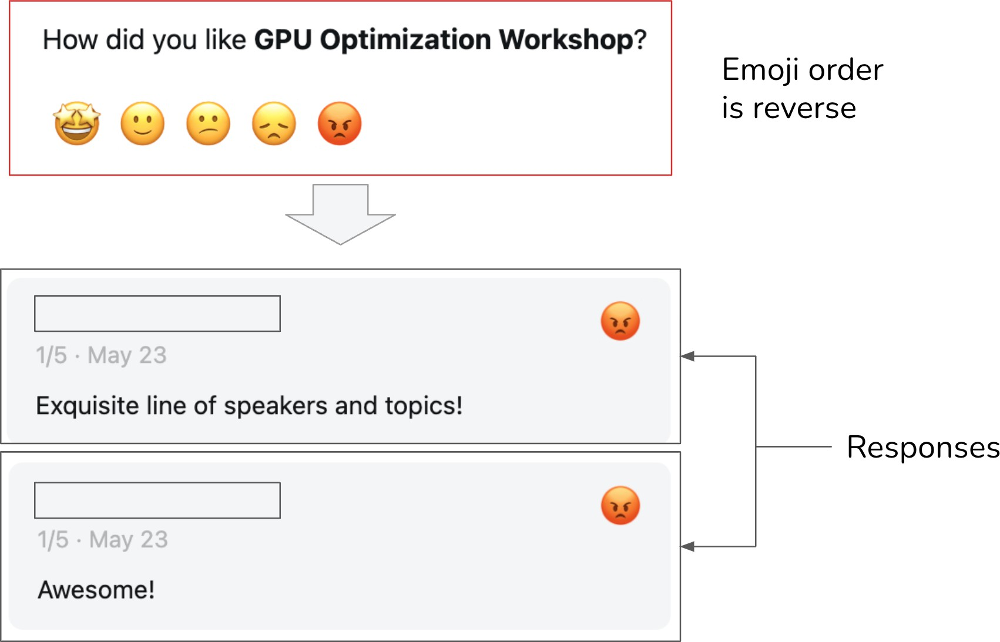 How did you like GPU Optimization Workshop?
Emoji order
is reverse
1/5 · May 23
Exquisite line of speakers and topics!
Responses
1/5 · May 23
Awesome!